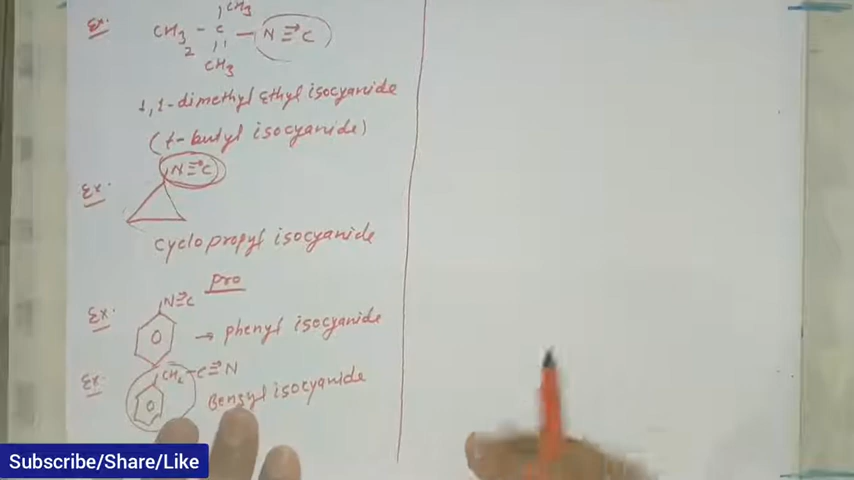 Ex.
CH3
CH3 - C - N≡C
2
CH3
1,1-dimethyl Ethyl isocyanide
(t-butyl isocyanide)
Ex. N≡C
cyclopropyl isocyanide
Pro
Ex. N≡C
→ phenyl isocyanide
Ex. CH2 - C≡N
Benzyl isocyanide
Subscribe/Share/Like